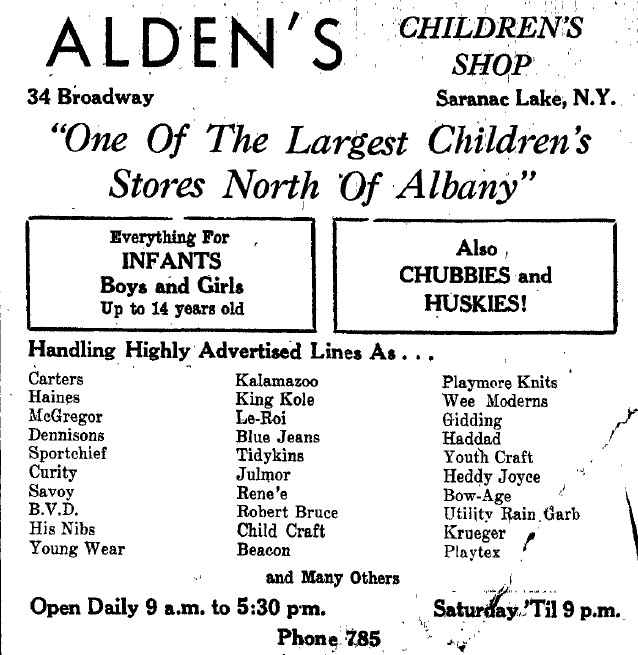 ALDEN'S CHILDREN'S SHOP
34 Broadway Saranac Lake, N.Y.
"One Of The Largest Children's
Stores North Of Albany"
Everything For
INFANTS
Boys and Girls
Up to 14 years old
Also
CHUBBIES and
HUSKIES!
Handling Highly Advertised Lines As...
Carters
Haines
McGregor
Dennisons
Sportchief
Curity
Savoy
B.V.D.
His Nibs
Young Wear
Kalamazoo
King Kole
Le-Roi
Blue Jeans
Tidykins
Julmor
Rene'e
Robert Bruce
Child Craft
Beacon
Playmore Knits
Wee Moderns
Gidding
Haddad
Youth Craft
Heddy Joyce
Bow-Age
Utility Rain Garb
Krueger
Playtex
and Many Others
Open Daily 9 a.m. to 5:30 p.m. Saturday 'Til 9 p.m.
Phone 785